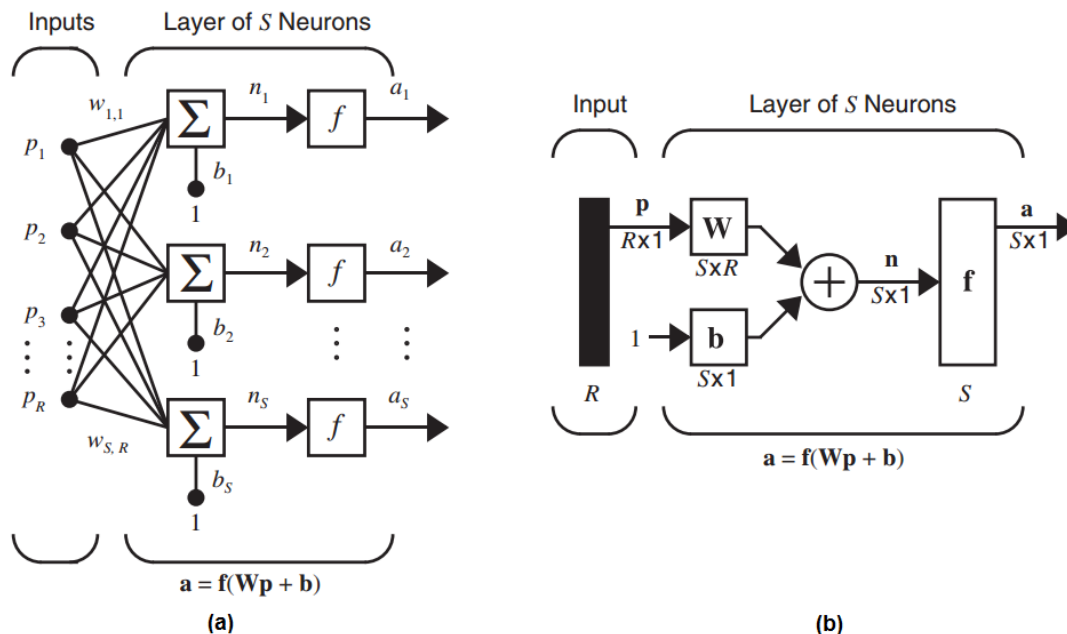 Inputs
Layer of S Neurons
w1,1
n1
a1
Σ
f
p1
b1
1
p2
n2
a2
Σ
f
p3
b2
1
pR
nS
aS
Σ
f
wS, R
bS
1
a = f(Wp + b)
(a)
Input
Layer of S Neurons
p
Rx1
W
SxR
+
n
Sx1
f
a
Sx1
1
b
Sx1
R
S
a = f(Wp + b)
(b)